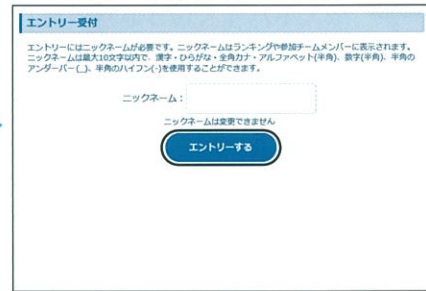 エントリー受付
エントリーにはニックネームが必要です。ニックネームはランキングや参加チームメンバーに表示されます。
ニックネームは最大10文字以内で、漢字・ひらがな・全角カナ・アルファベット(半角)、数字(半角)、半角の
アンダーバー(_)、半角のハイフン(-)を使用することができます。
ニックネーム：
ニックネームは変更できません
エントリーする